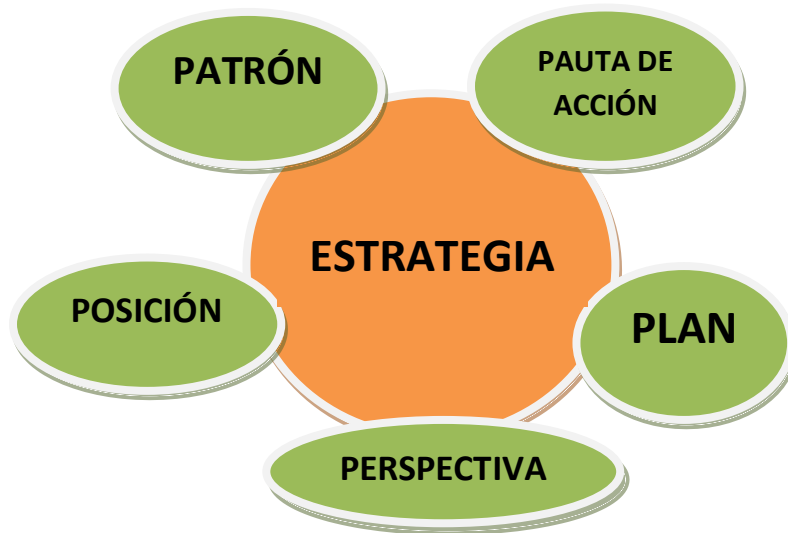 PATRÓN
PAUTA DE
ACCIÓN
ESTRATEGIA
POSICIÓN
PLAN
PERSPECTIVA